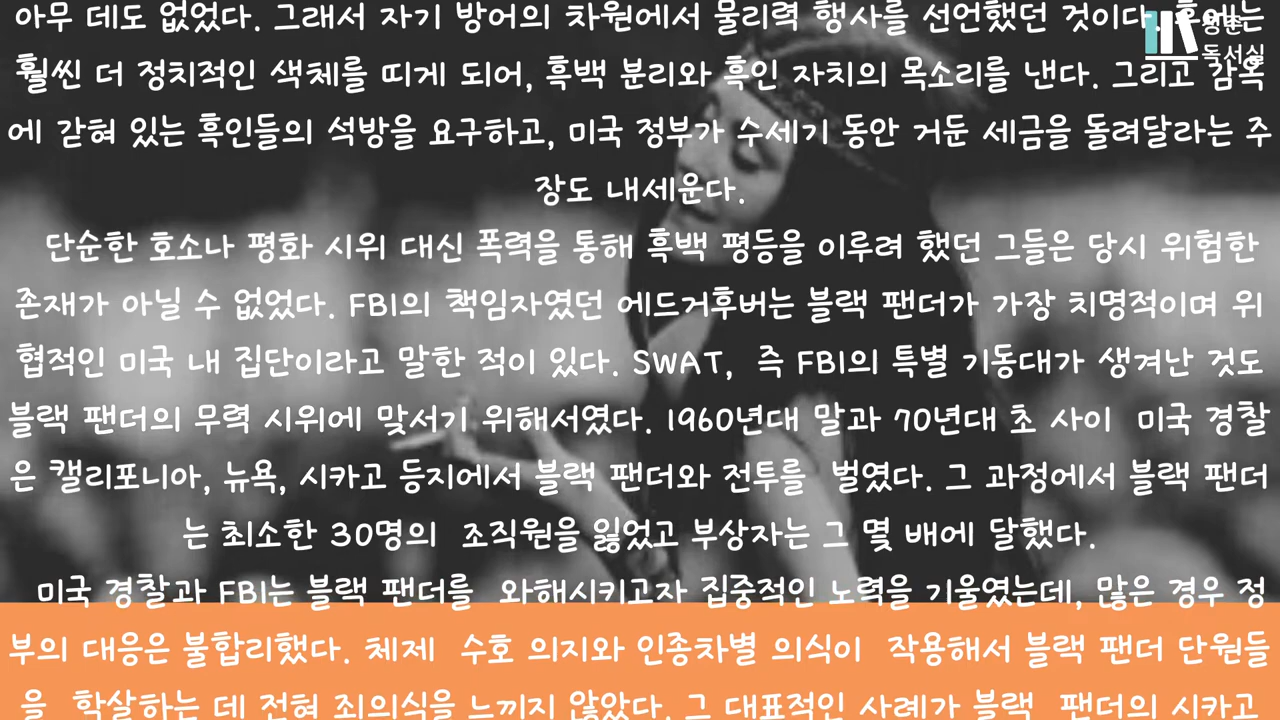 아무 데도 없었다. 그래서 자기 방어의 차원에서 물리력 행사를 선언했던 것이다. 후에는
훨씬 더 정치적인 색체를 띠게 되어, 흑백 분리와 흑인 자치의 목소리를 낸다. 그리고 감옥
에 갇혀 있는 흑인들의 석방을 요구하고, 미국 정부가 수세기 동안 거둔 세금을 돌려달라는 주
장도 내세운다.
단순한 호소나 평화 시위 대신 폭력을 통해 흑백 평등을 이루려 했던 그들은 당시 위험한
존재가 아닐 수 없었다. FBI의 책임자였던 에드거후버는 블랙 팬더가 가장 치명적이며 위
협적인 미국 내 집단이라고 말한 적이 있다. SWAT, 즉 FBI의 특별 기동대가 생겨난 것도
블랙 팬더의 무력 시위에 맞서기 위해서였다. 1960년대 말과 70년대 초 사이 미국 경찰
은 캘리포니아, 뉴욕, 시카고 등지에서 블랙 팬더와 전투를 벌였다. 그 과정에서 블랙 팬더
는 최소한 30명의 조직원을 잃었고 부상자는 그 몇 배에 달했다.
미국 경찰과 FBI는 블랙 팬더를 와해시키고자 집중적인 노력을 기울였는데, 많은 경우 정
부의 대응은 불합리했다. 체제 수호 의지와 인종차별 의식이 작용해서 블랙 팬더 단원들
을 학살하는 데 전혀 죄의식을 느끼지 않았다. 그 대표적인 사례가 블랙 팬더의 시카고
청춘
독서실